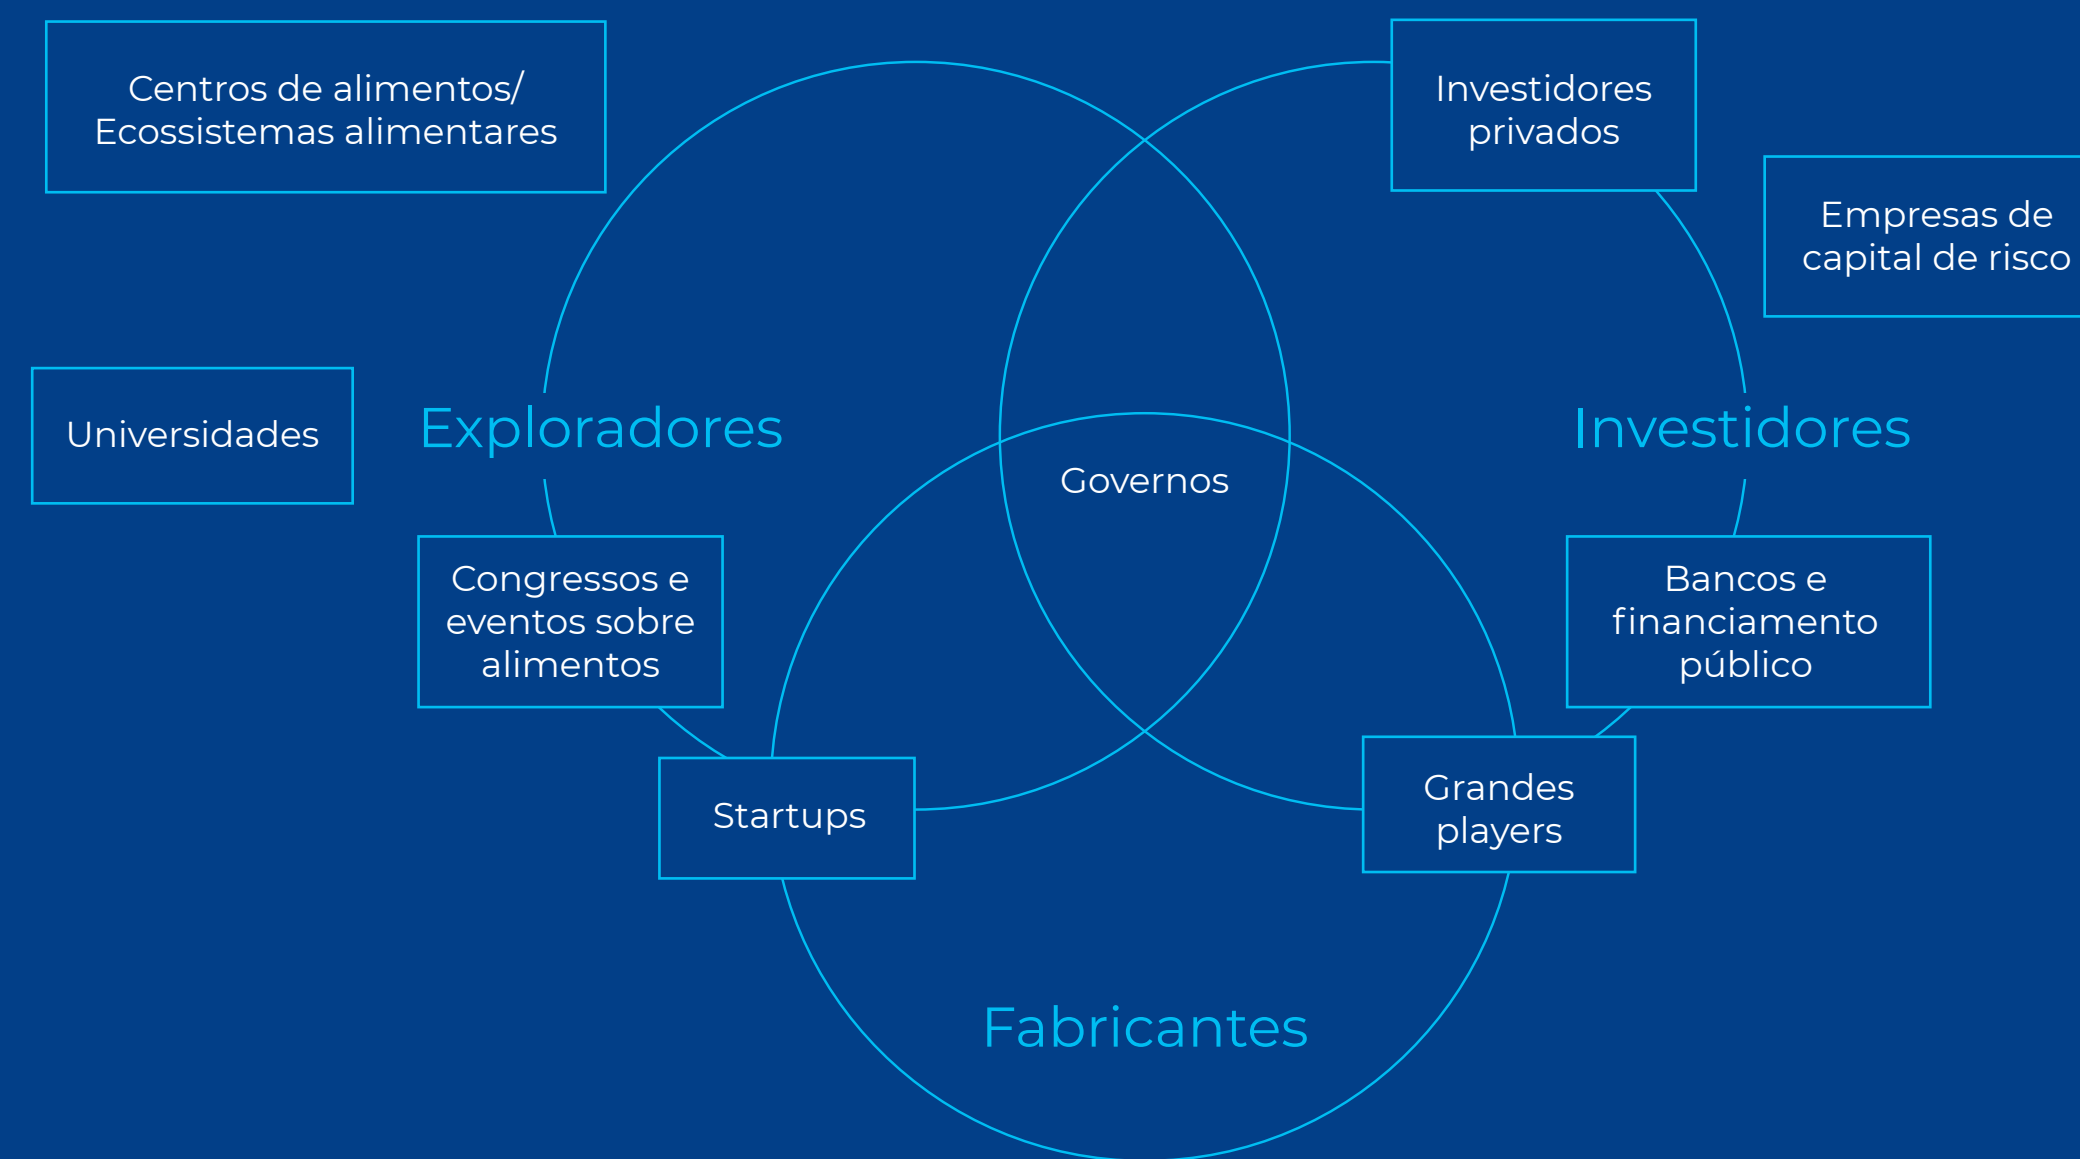 Centros de alimentos/
Ecossistemas alimentares
Investidores
privados
Empresas de
capital de risco
Universidades
Exploradores
Investidores
Governos
Congressos e
eventos sobre
alimentos
Bancos e
financiamento
público
Startups
Grandes
players
Fabricantes